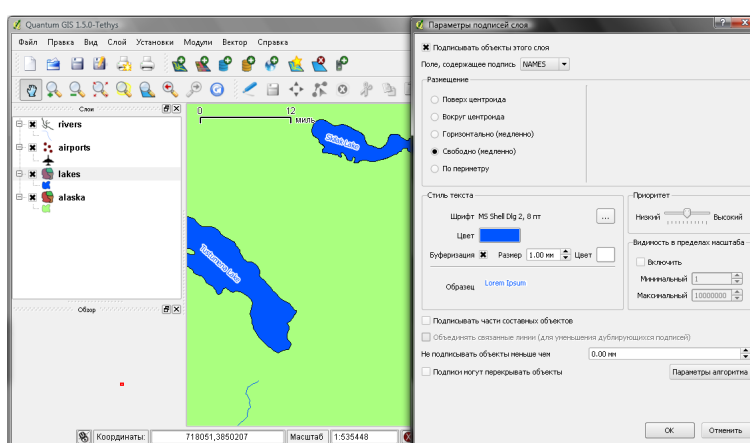 Quantum GIS 1.5.0-Tethys
Файл Правка Вид Слой Установки Модули Вектор Справка
Слои
rivers
airports
lakes
alaska
Обзор
0 12
миль
Skilak Lake
Tustumena Lake
Координаты: 718051,3850207 Масштаб 1:535448
Параметры подписей слоя
Подписывать объекты этого слоя
Поле, содержащее подпись NAMES
Размещение
Поверх центроида
Вокруг центроида
Горизонтально (медленно)
Свободно (медленно)
По периметру
Стиль текста
Шрифт MS Shell Dlg 2, 8 пт ...
Цвет
Буферизация Размер 1.00 мм Цвет
Образец Lorem Ipsum
Приоритет
Низкий Высокий
Видимость в пределах масштаба
Включить
Минимальный 1
Максимальный 10000000
Подписывать части составных объектов
Объединять связанные линии (для уменьшения дублирующихся подписей)
Не подписывать объекты меньше чем 0.00 мм
Подписи могут перекрывать объекты Параметры алгоритма
OK Отменить